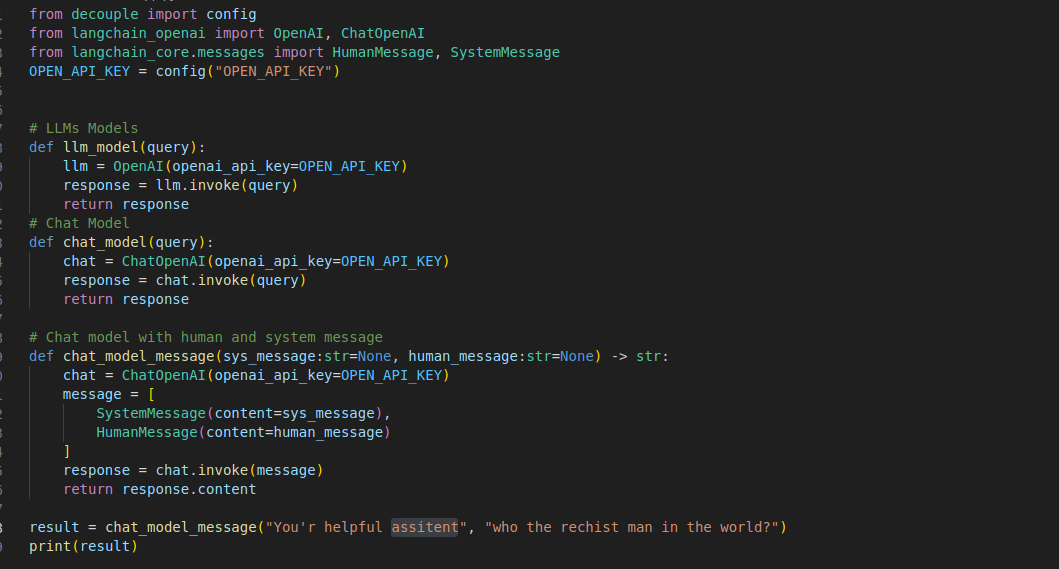 from decouple import config
from langchain_openai import OpenAI, ChatOpenAI
from langchain_core.messages import HumanMessage, SystemMessage
OPEN_API_KEY = config("OPEN_API_KEY")
# LLMs Models
def llm_model(query):
    llm = OpenAI(openai_api_key=OPEN_API_KEY)
    response = llm.invoke(query)
    return response
# Chat Model
def chat_model(query):
    chat = ChatOpenAI(openai_api_key=OPEN_API_KEY)
    response = chat.invoke(query)
    return response
# Chat model with human and system message
def chat_model_message(sys_message:str=None, human_message:str=None) -> str:
    chat = ChatOpenAI(openai_api_key=OPEN_API_KEY)
    message = [
        SystemMessage(content=sys_message),
        HumanMessage(content=human_message)
    ]
    response = chat.invoke(message)
    return response.content
result = chat_model_message("You'r helpful assitent", "who the rechist man in the world?")
print(result)